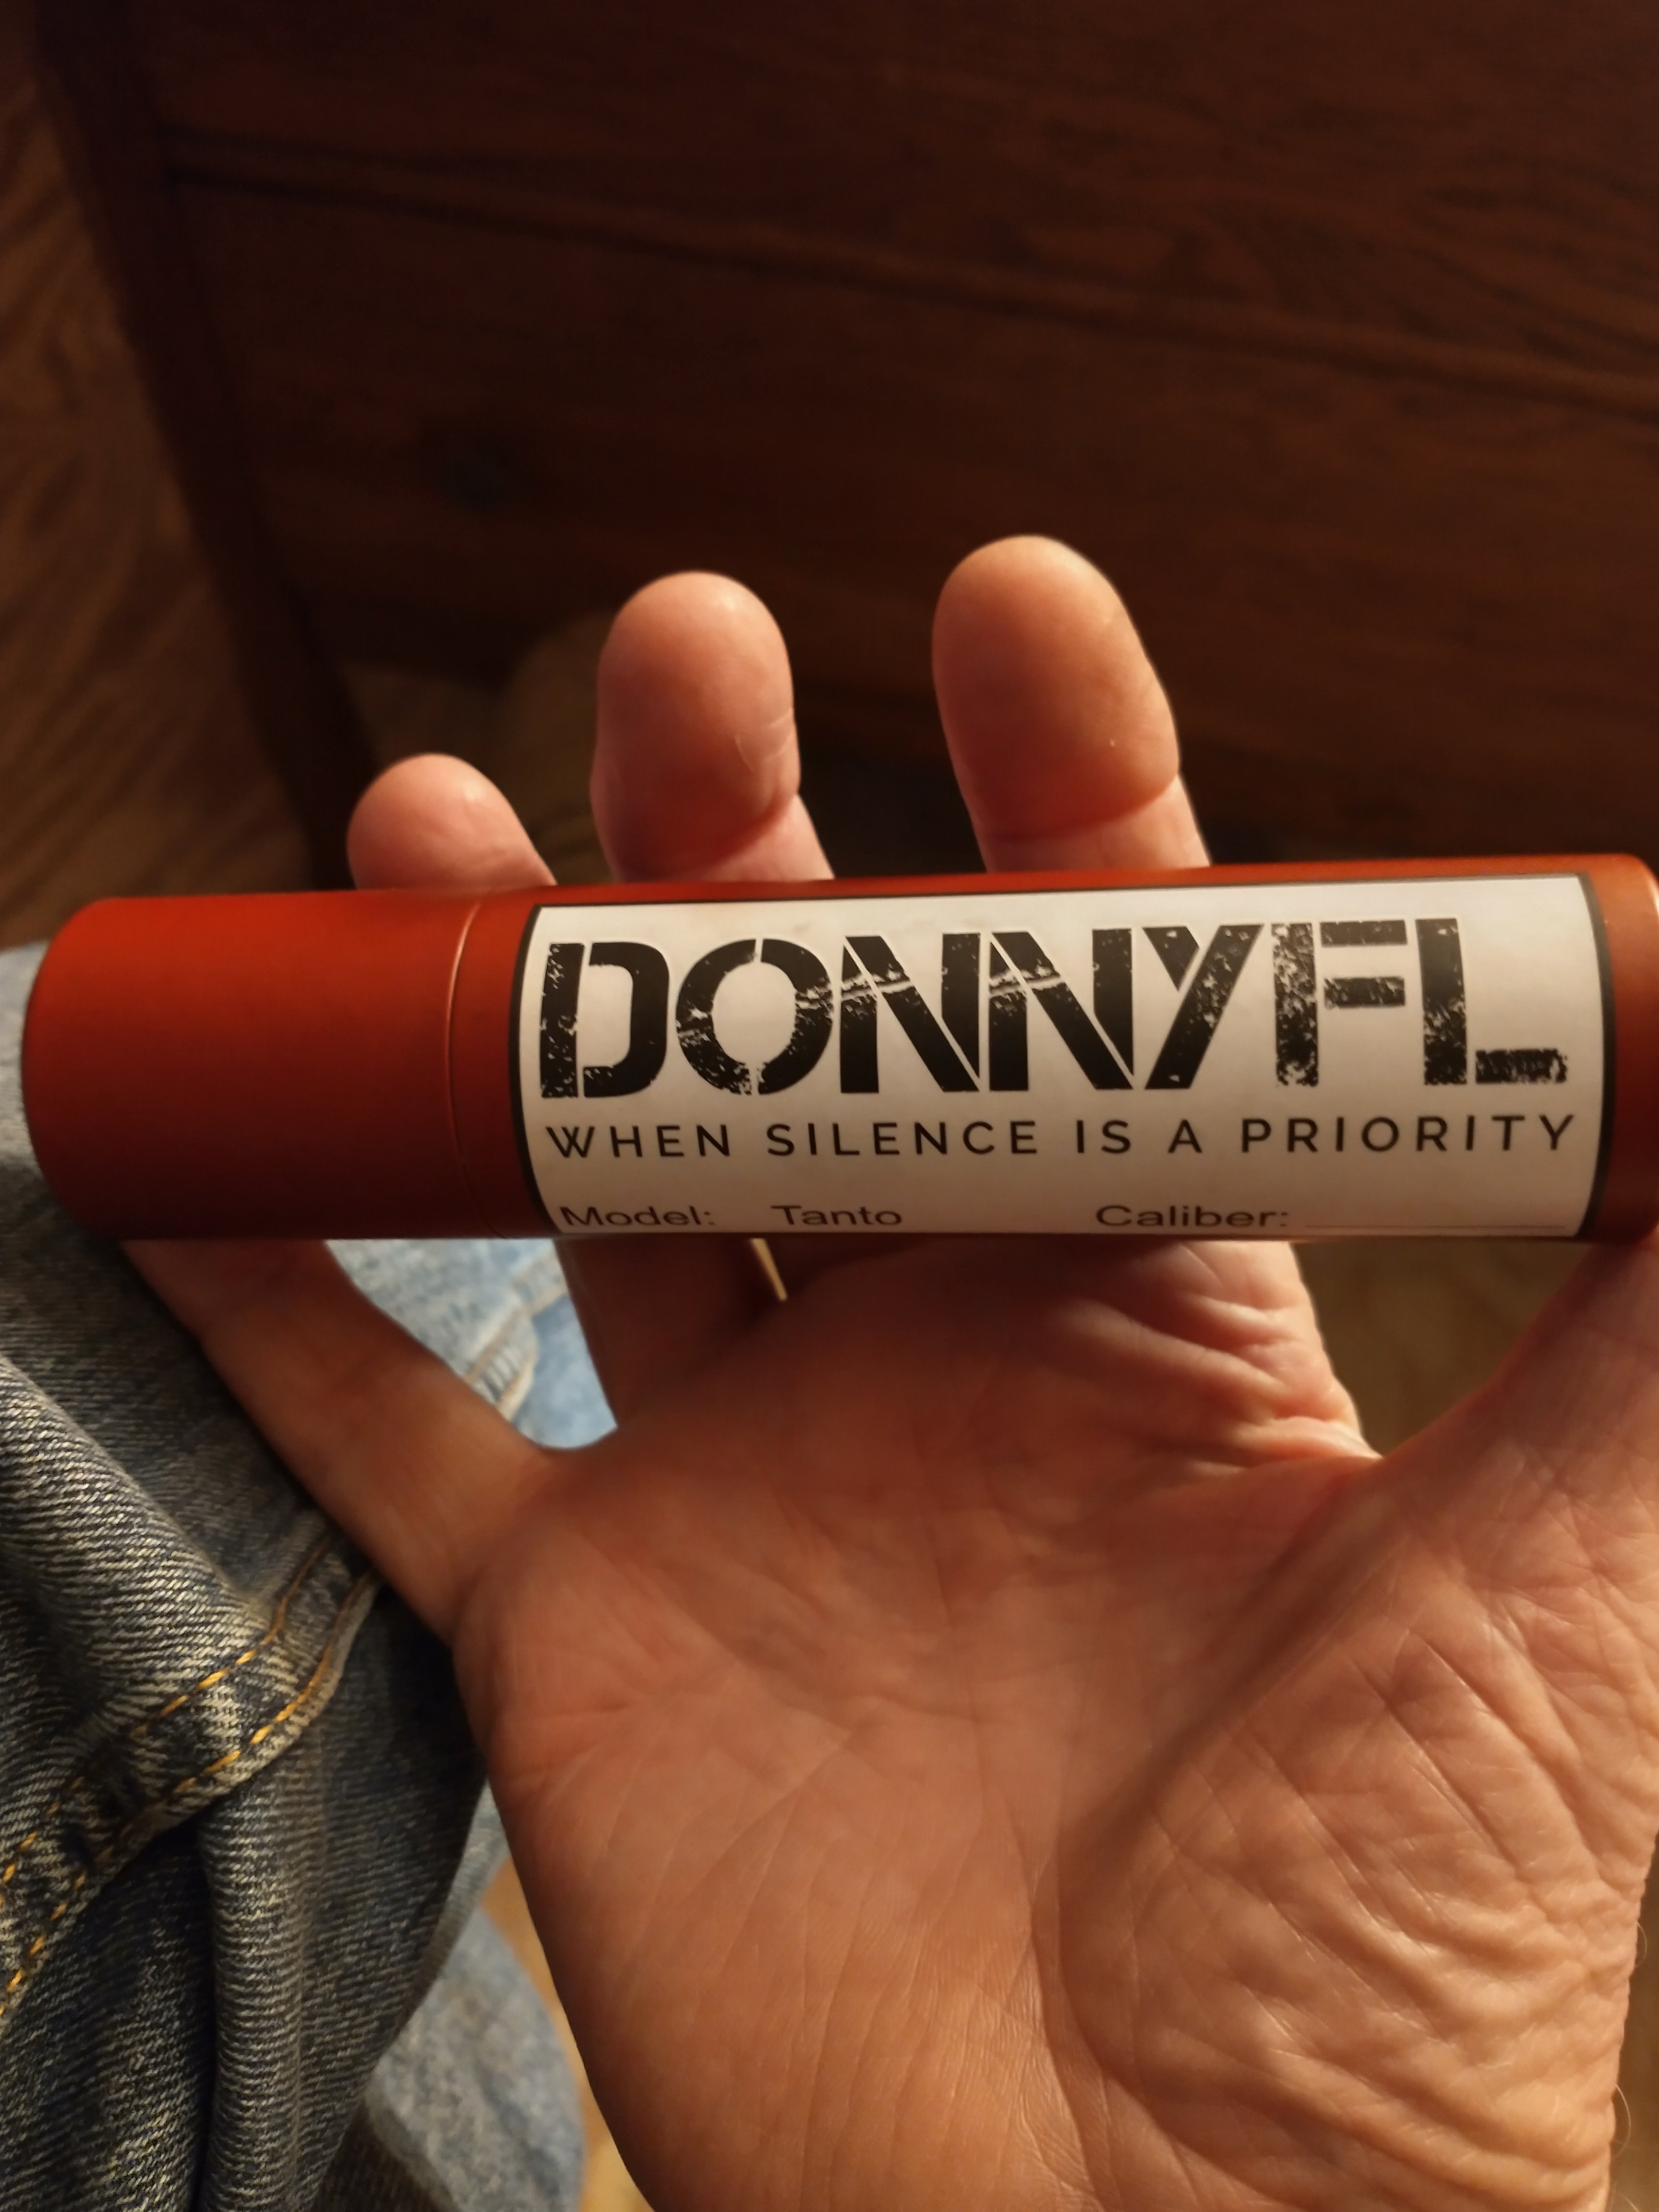 DONNYFL
WHEN SILENCE IS A PRIORITY
Model: Tanto Caliber: